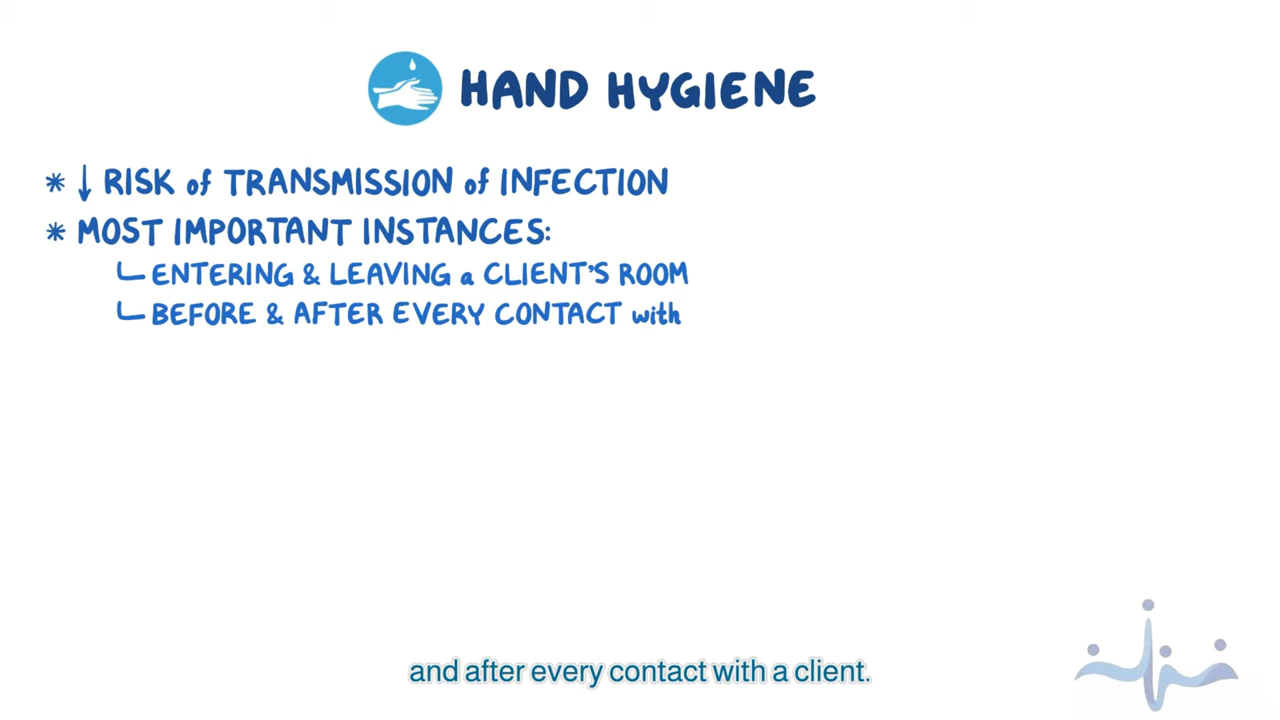 HAND HYGIENE
* ↓ RISK of TRANSMISSION of INFECTION
* MOST IMPORTANT INSTANCES:
ENTERING & LEAVING a CLIENT'S ROOM
BEFORE & AFTER EVERY CONTACT with
and after every contact with a client.